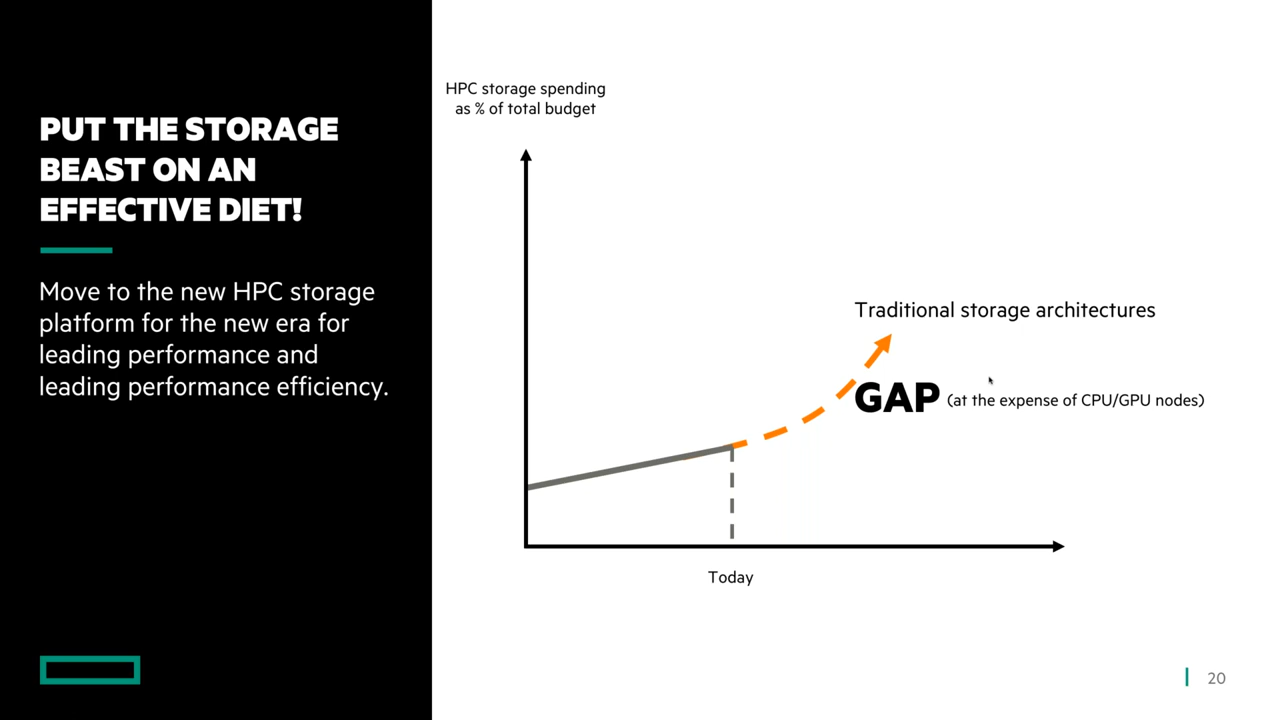 PUT THE STORAGE
BEAST ON AN
EFFECTIVE DIET!
Move to the new HPC storage
platform for the new era for
leading performance and
leading performance efficiency.
HPC storage spending
as % of total budget
Traditional storage architectures
GAP (at the expense of CPU/GPU nodes)
Today
20